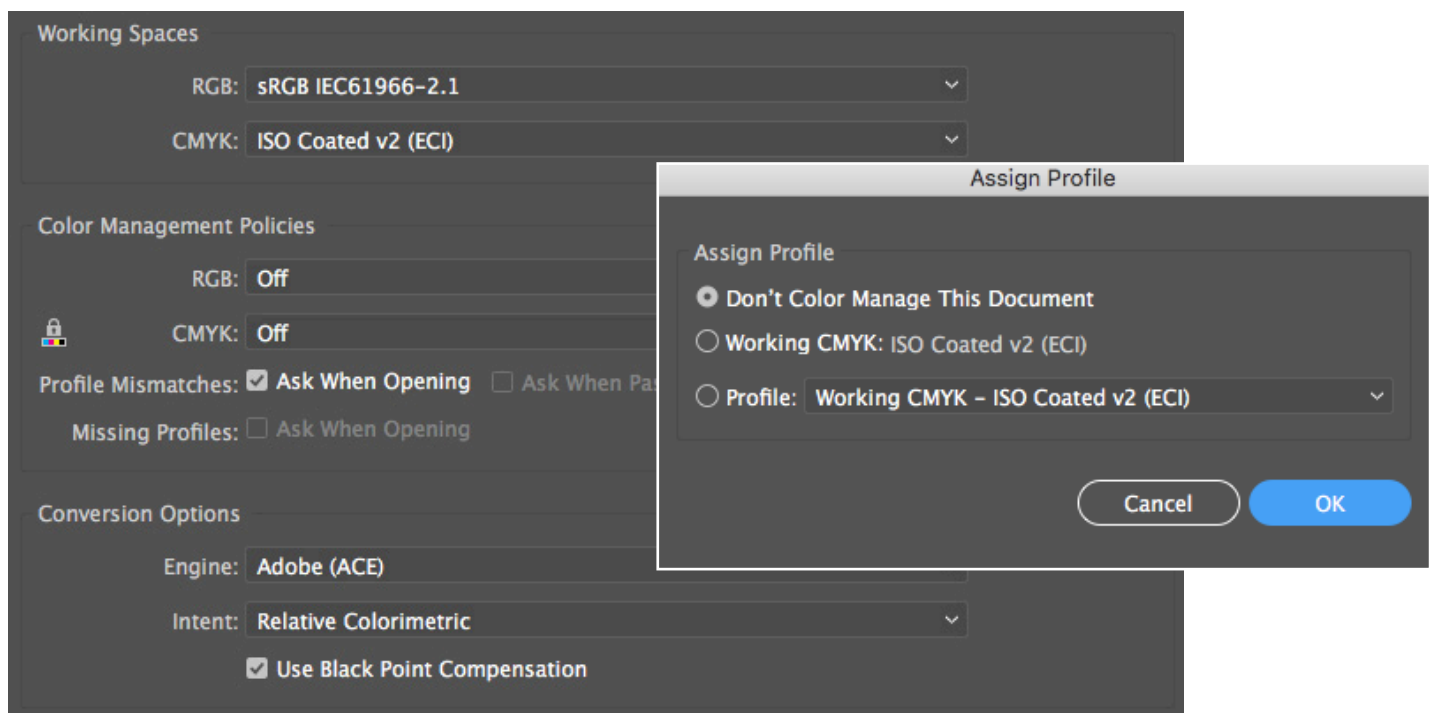 Working Spaces
RGB: sRGB IEC61966-2.1
CMYK: ISO Coated v2 (ECI)
Color Management Policies
RGB: Off
CMYK: Off
Profile Mismatches: Ask When Opening Ask When
Missing Profiles: Ask When Opening
Conversion Options
Engine: Adobe (ACE)
Intent: Relative Colorimetric
Use Black Point Compensation
Assign Profile
Assign Profile
Don't Color Manage This Document
Working CMYK: ISO Coated v2 (ECI)
Profile: Working CMYK - ISO Coated v2 (ECI)
Cancel OK